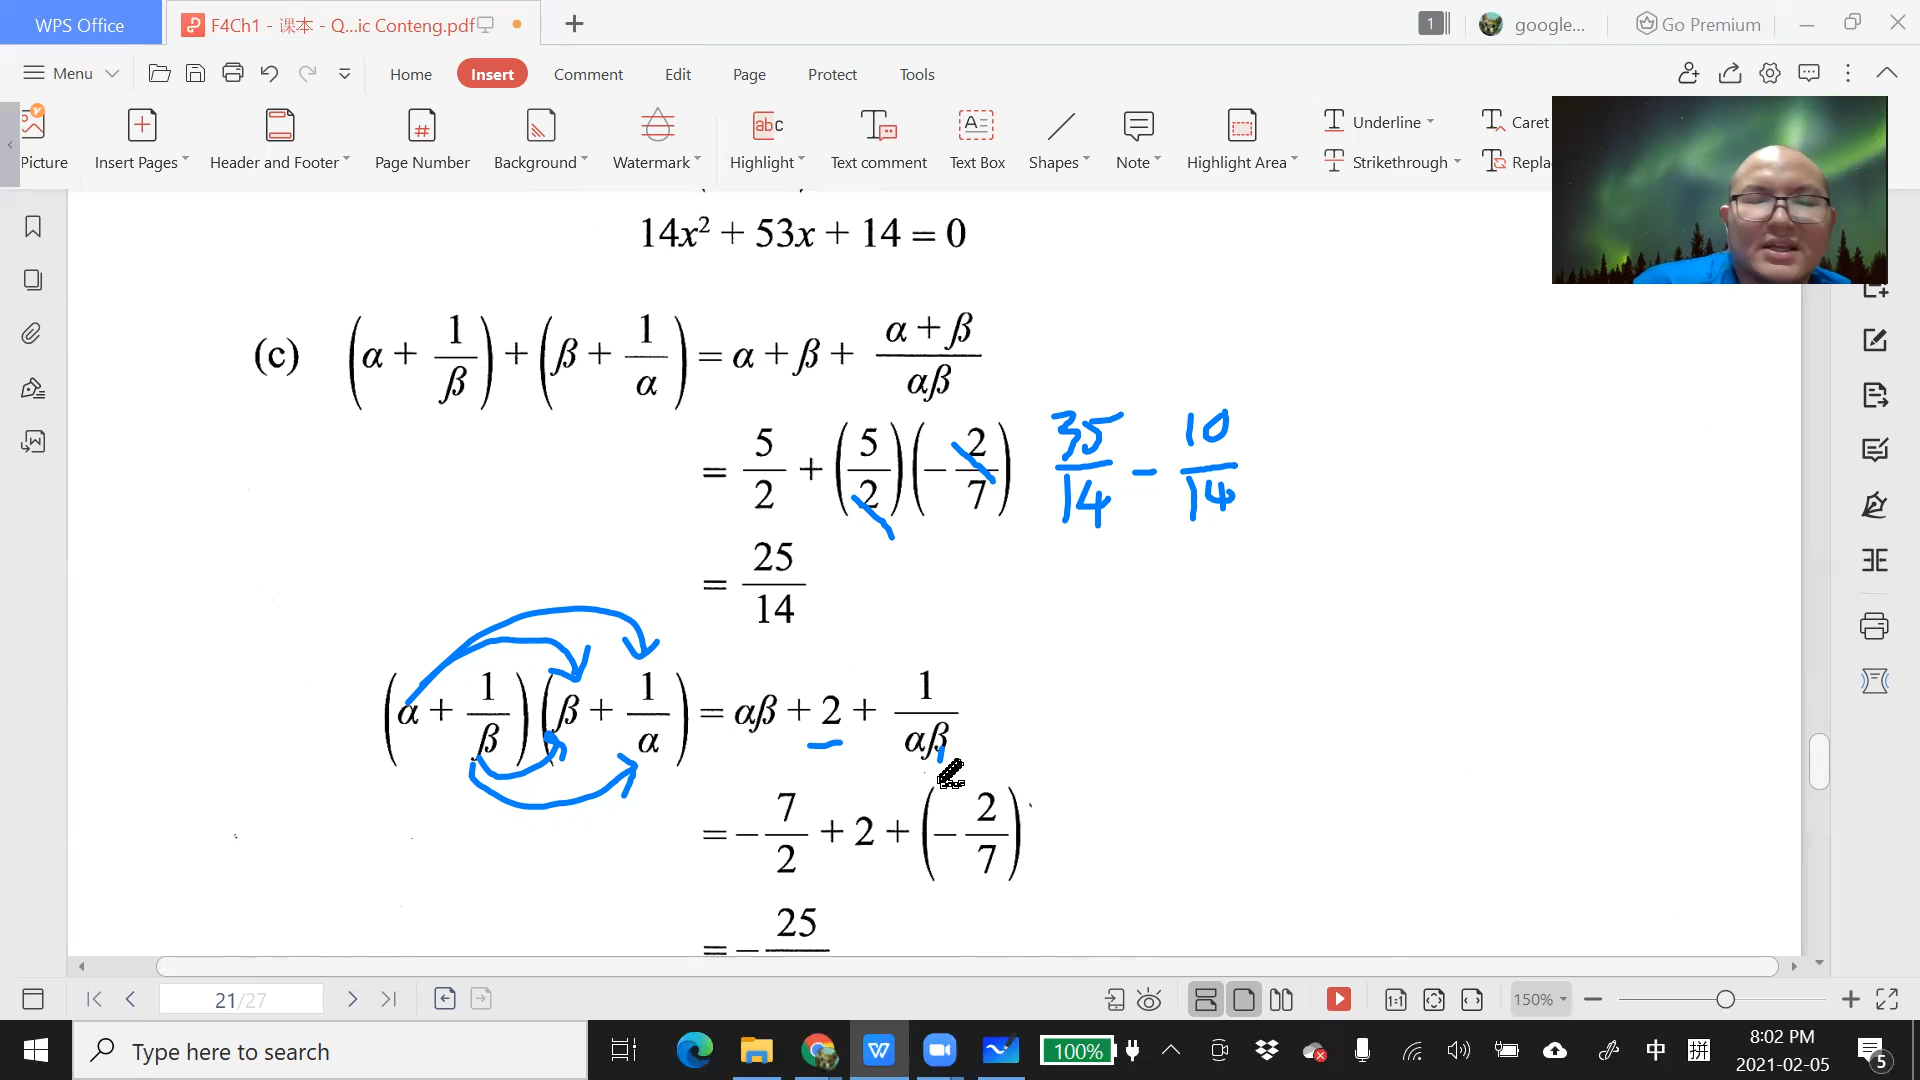 WPS Office
F4Ch1 - 课本 - Q...ic Conteng.pdf
1
google...
Go Premium
Menu
Home
Insert
Comment
Edit
Page
Protect
Tools
Picture
Insert Pages
Header and Footer
Page Number
Background
Watermark
Highlight
Text comment
Text Box
Shapes
Note
Highlight Area
Underline
Strikethrough
Caret
Replac
14x² + 53x + 14 = 0
(c) (α + 1/β) + (β + 1/α) = α + β + (α + β)/(αβ)
= 5/2 + (5/2)(−2/7) 35/14 − 10/14
= 25/14
(α + 1/β)(β + 1/α) = αβ + 2 + 1/(αβ)
= −7/2 + 2 + (−2/7)
= − 25
21/27
150%
Type here to search
100%
中
拼
8:02 PM
2021-02-05
5